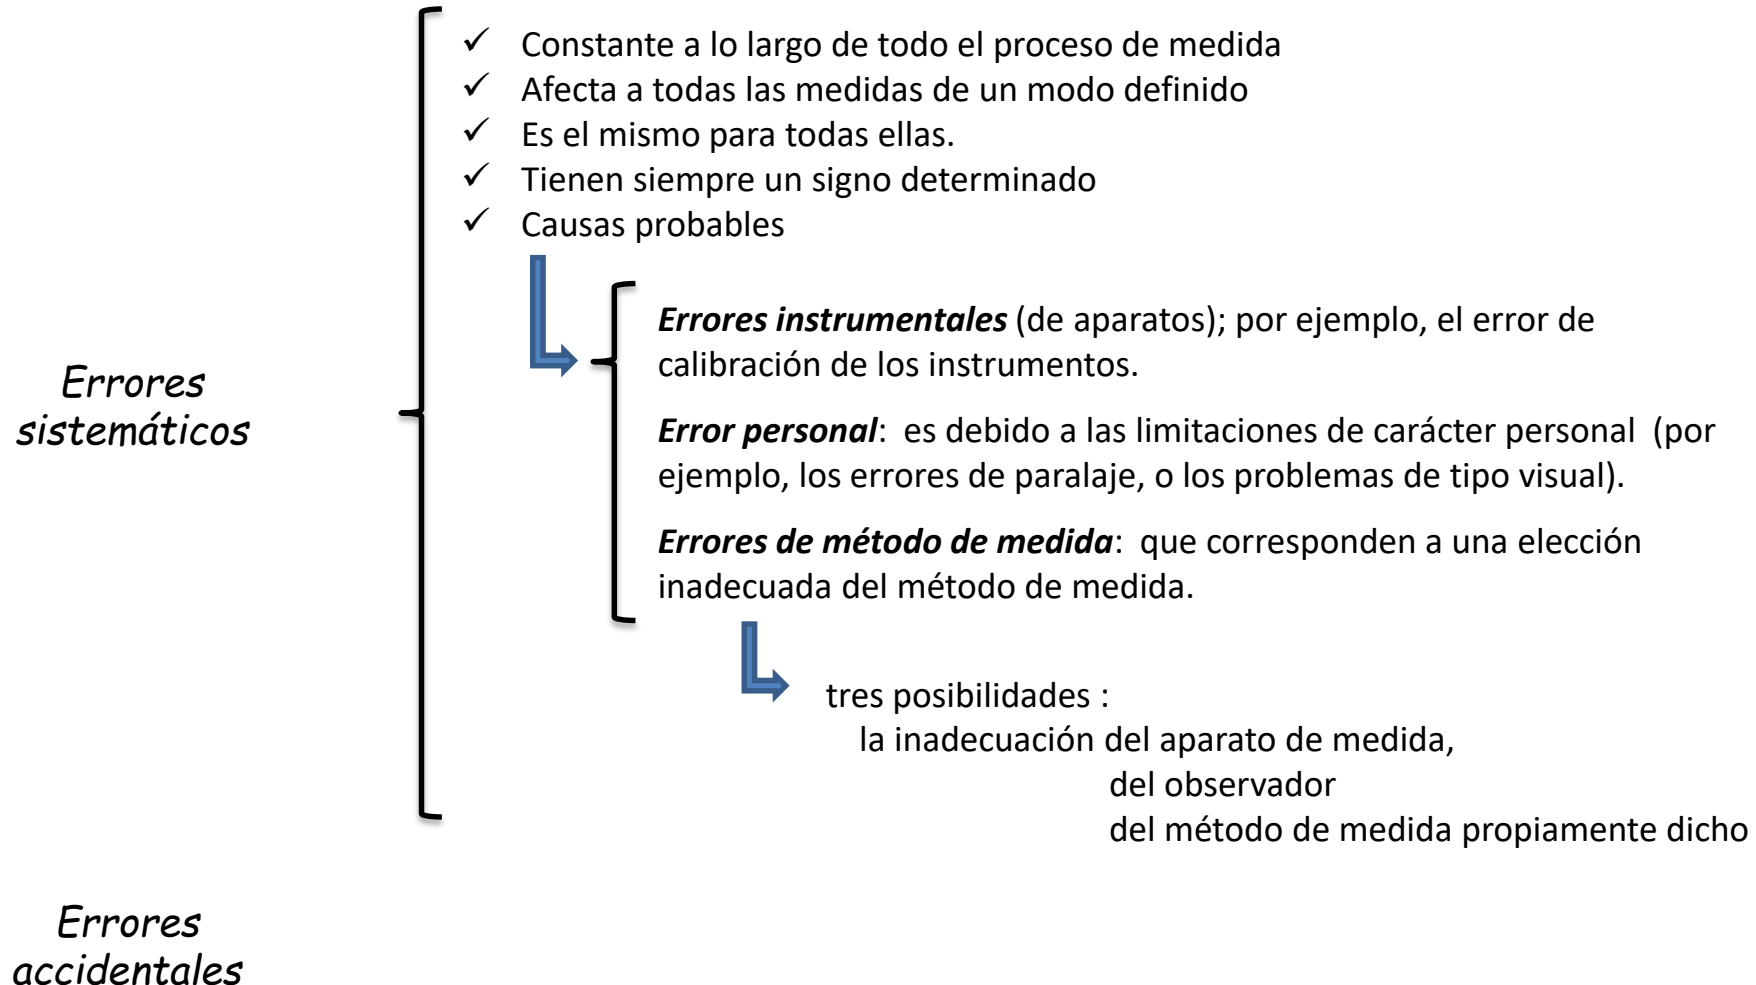 Constante a lo largo de todo el proceso de medida
Afecta a todas las medidas de un modo definido
Es el mismo para todas ellas.
Tienen siempre un signo determinado
Causas probables
Errores instrumentales (de aparatos); por ejemplo, el error de
calibración de los instrumentos.
Errores
sistemáticos
Error personal: es debido a las limitaciones de carácter personal (por
ejemplo, los errores de paralaje, o los problemas de tipo visual).
Errores de método de medida: que corresponden a una elección
inadecuada del método de medida.
tres posibilidades :
la inadecuación del aparato de medida,
del observador
del método de medida propiamente dicho
Errores
accidentales